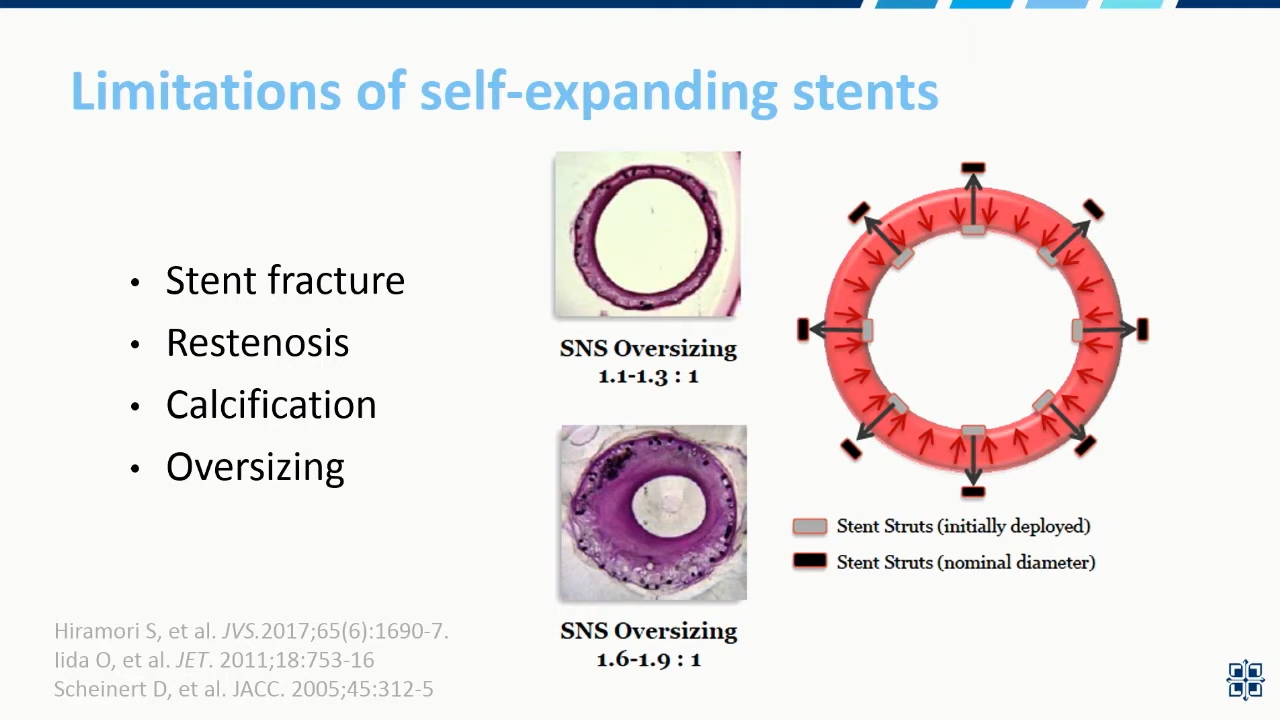 Limitations of self-expanding stents
• Stent fracture
• Restenosis
• Calcification
• Oversizing
SNS Oversizing
1.1-1.3 : 1
SNS Oversizing
1.6-1.9 : 1
Stent Struts (initially deployed)
Stent Struts (nominal diameter)
Hiramori S, et al. JVS.2017;65(6):1690-7.
Iida O, et al. JET. 2011;18:753-16
Scheinert D, et al. JACC. 2005;45:312-5